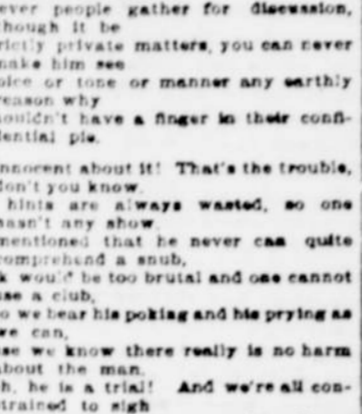 ever people gather for discussion,
though it be
rictly private matters, you can never
make him see
oice or tone or manner any earthly
reason why
ouldn't have a finger in their confi-
dential pie.
nnocent about it! That's the trouble,
don't you know.
hints are always wasted, so one
hasn't any show.
mentioned that he never can quite
comprehend a snub,
k would be too brutal and one cannot
use a club,
o we bear his poking and his prying as
we can,
se we know there really is no harm
about the man.
h, he is a trial! And we're all con-
strained to sigh